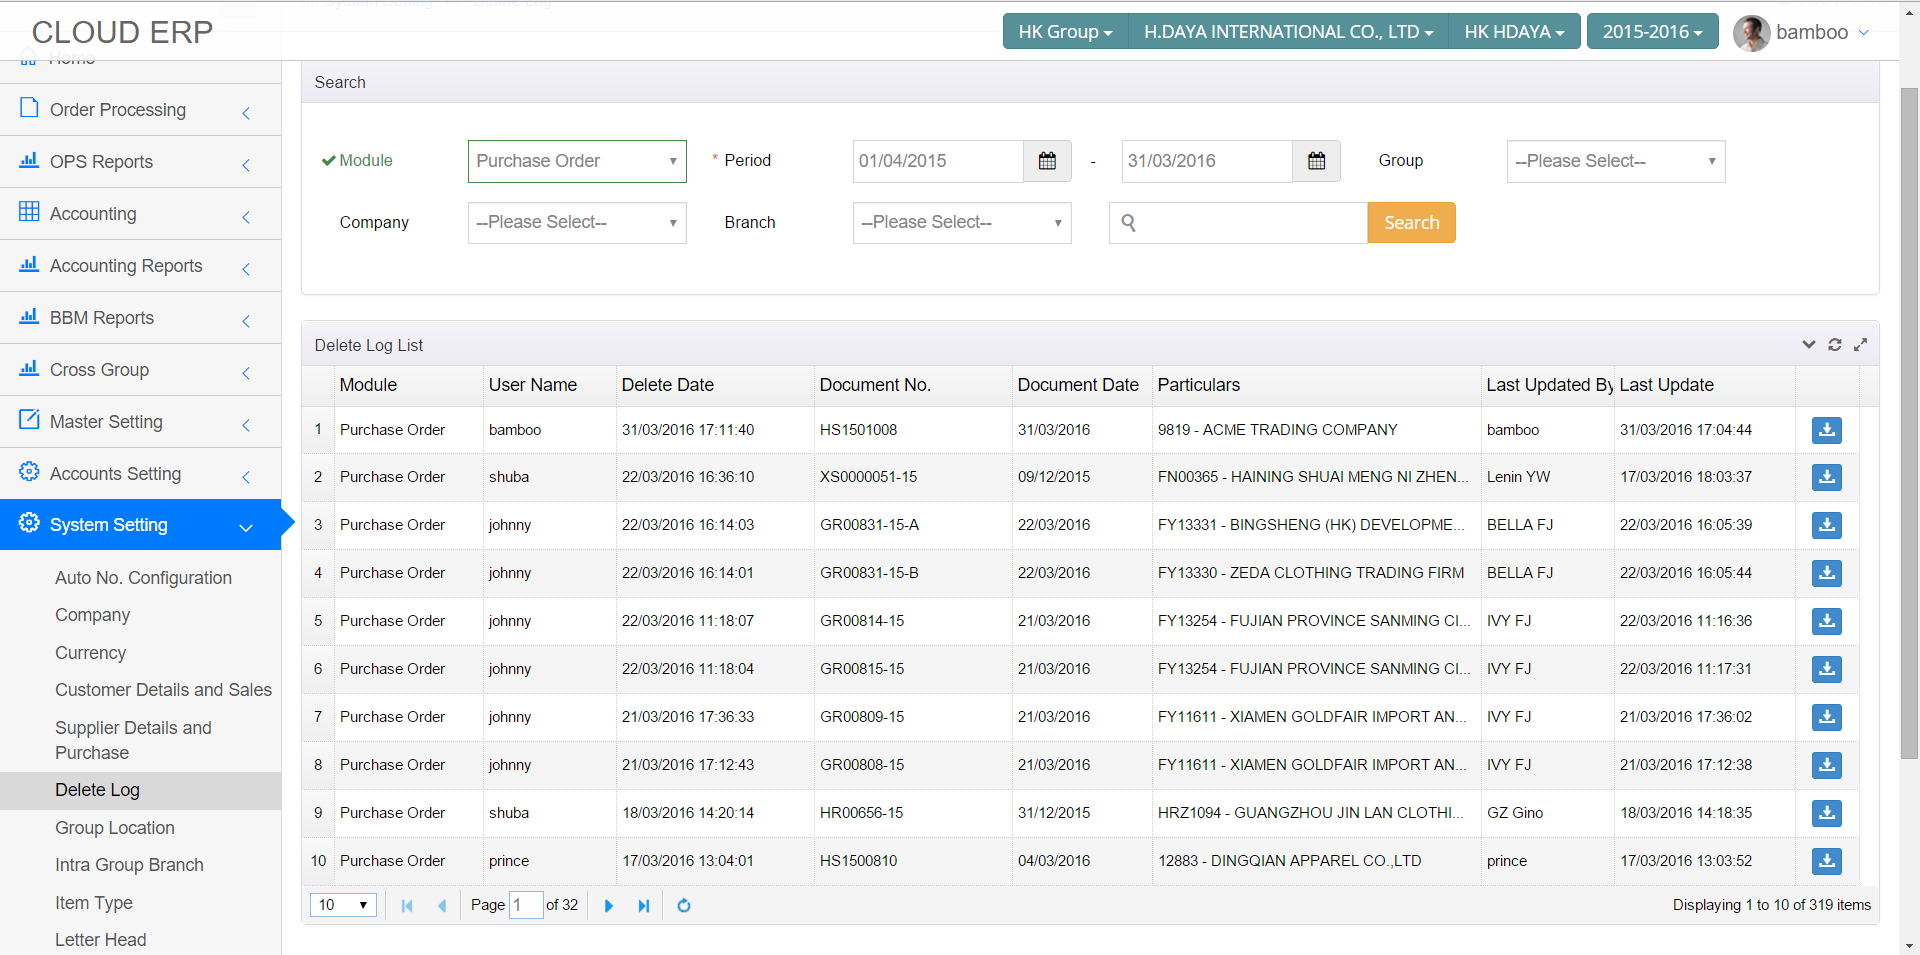 CLOUD ERP
HK Group
H.DAYA INTERNATIONAL CO., LTD
HK HDAYA
2015-2016
bamboo
Home
Order Processing
OPS Reports
Accounting
Accounting Reports
BBM Reports
Cross Group
Master Setting
Accounts Setting
System Setting
Auto No. Configuration
Company
Currency
Customer Details and Sales
Supplier Details and
Purchase
Delete Log
Group Location
Intra Group Branch
Item Type
Letter Head
Search
Module Purchase Order * Period 01/04/2015 - 31/03/2016 Group --Please Select--
Company --Please Select-- Branch --Please Select-- Search
Delete Log List
Module User Name Delete Date Document No. Document Date Particulars Last Updated By Last Update
1 Purchase Order bamboo 31/03/2016 17:11:40 HS1501008 31/03/2016 9819 - ACME TRADING COMPANY bamboo 31/03/2016 17:04:44
2 Purchase Order shuba 22/03/2016 16:36:10 XS0000051-15 09/12/2015 FN00365 - HAINING SHUAI MENG NI ZHEN... Lenin YW 17/03/2016 18:03:37
3 Purchase Order johnny 22/03/2016 16:14:03 GR00831-15-A 22/03/2016 FY13331 - BINGSHENG (HK) DEVELOPME... BELLA FJ 22/03/2016 16:05:39
4 Purchase Order johnny 22/03/2016 16:14:01 GR00831-15-B 22/03/2016 FY13330 - ZEDA CLOTHING TRADING FIRM BELLA FJ 22/03/2016 16:05:44
5 Purchase Order johnny 22/03/2016 11:18:07 GR00814-15 21/03/2016 FY13254 - FUJIAN PROVINCE SANMING CI... IVY FJ 22/03/2016 11:16:36
6 Purchase Order johnny 22/03/2016 11:18:04 GR00815-15 21/03/2016 FY13254 - FUJIAN PROVINCE SANMING CI... IVY FJ 22/03/2016 11:17:31
7 Purchase Order johnny 21/03/2016 17:36:33 GR00809-15 21/03/2016 FY11611 - XIAMEN GOLDFAIR IMPORT AN... IVY FJ 21/03/2016 17:36:02
8 Purchase Order johnny 21/03/2016 17:12:43 GR00808-15 21/03/2016 FY11611 - XIAMEN GOLDFAIR IMPORT AN... IVY FJ 21/03/2016 17:12:38
9 Purchase Order shuba 18/03/2016 14:20:14 HR00656-15 31/12/2015 HRZ1094 - GUANGZHOU JIN LAN CLOTHI... GZ Gino 18/03/2016 14:18:35
10 Purchase Order prince 17/03/2016 13:04:01 HS1500810 04/03/2016 12883 - DINGQIAN APPAREL CO.,LTD prince 17/03/2016 13:03:52
10 Page 1 of 32 Displaying 1 to 10 of 319 items